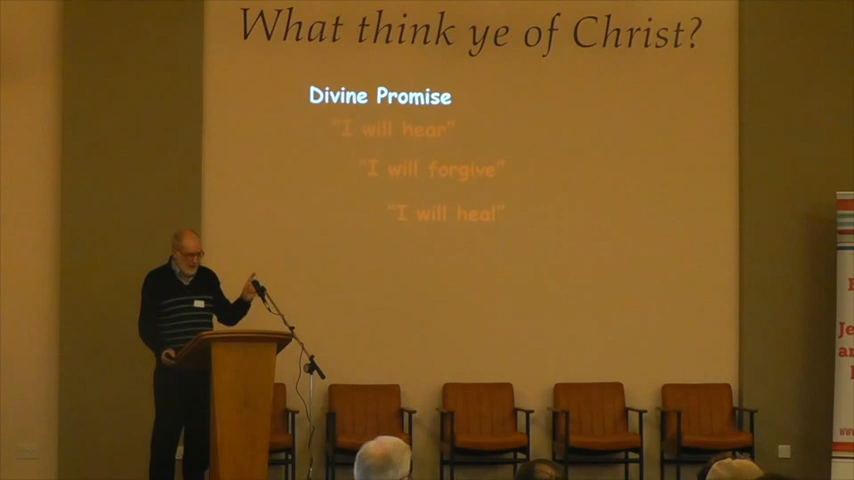 What think ye of Christ?
Divine Promise
"I will hear"
"I will forgive"
"I will heal"